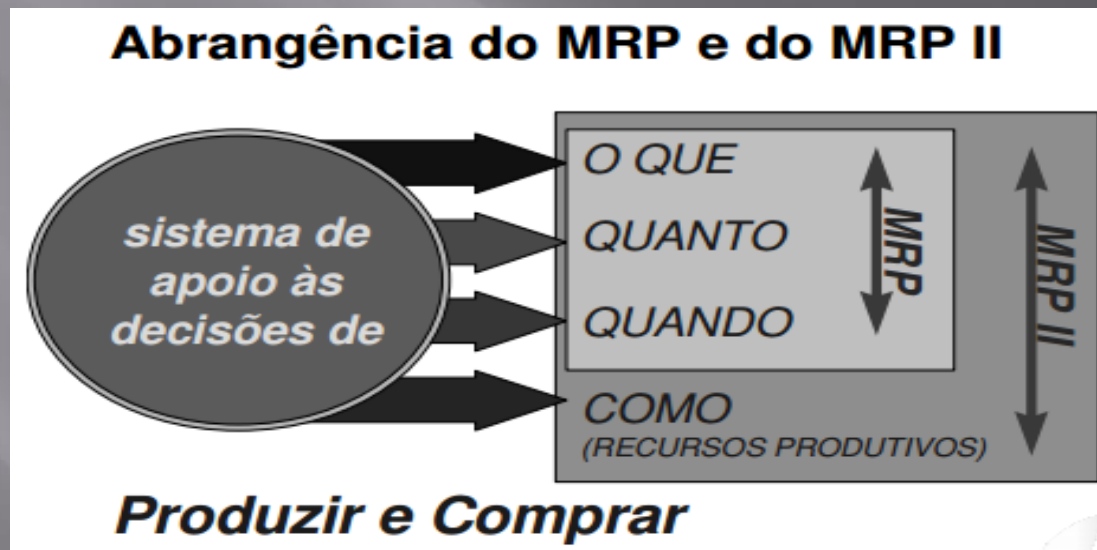 Abrangência do MRP e do MRP II
sistema de
apoio às
decisões de
O QUE
QUANTO
QUANDO
MRP
COMO
(RECURSOS PRODUTIVOS)
MRP II
Produzir e Comprar